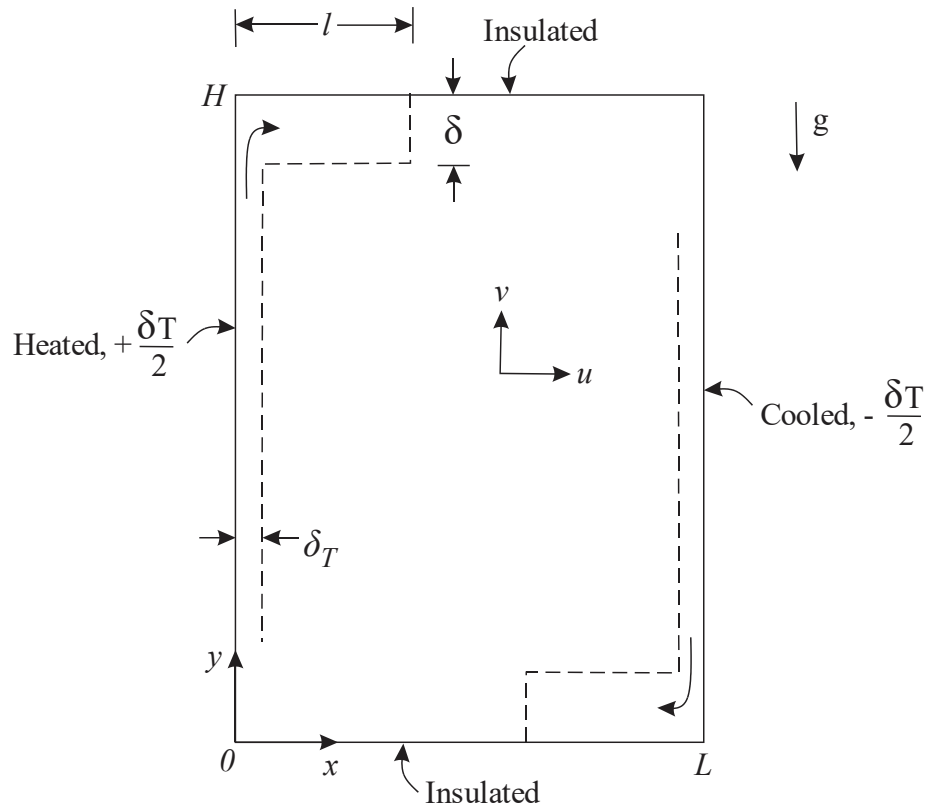 l
Insulated
H
δ
g
v
u
Heated, + δT/2
Cooled, - δT/2
δ_T
y
0
x
L
Insulated